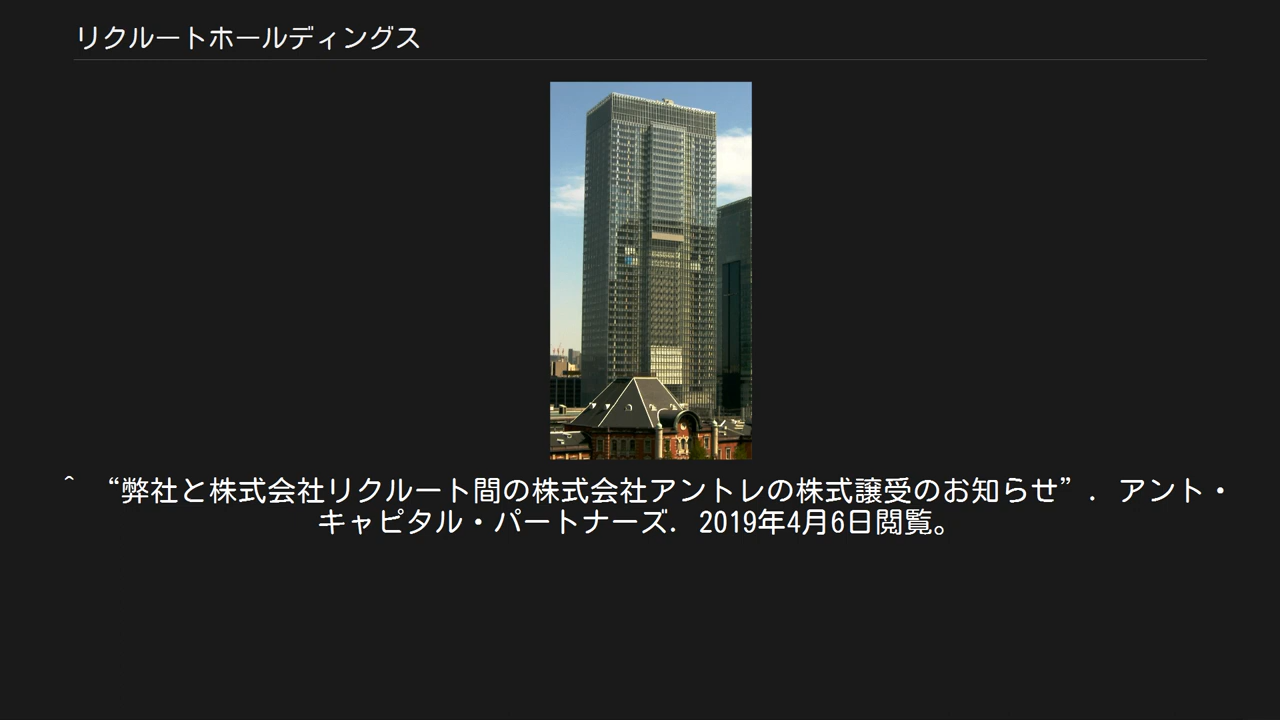 リクルートホールディングス
^ “弊社と株式会社リクルート間の株式会社アントレの株式譲受のお知らせ”. アント・
キャピタル・パートナーズ. 2019年4月6日閲覧。